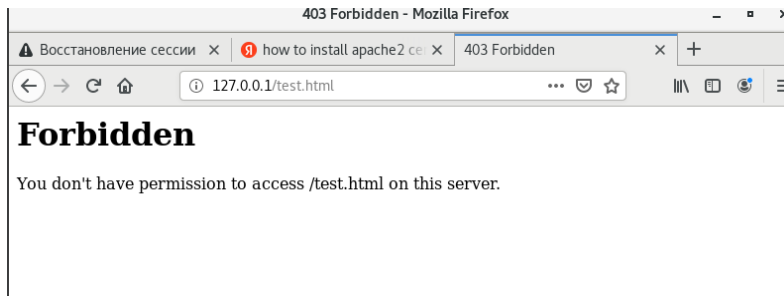 403 Forbidden - Mozilla Firefox
Восстановление сессии
how to install apache2 ce
403 Forbidden
127.0.0.1/test.html
Forbidden
You don't have permission to access /test.html on this server.